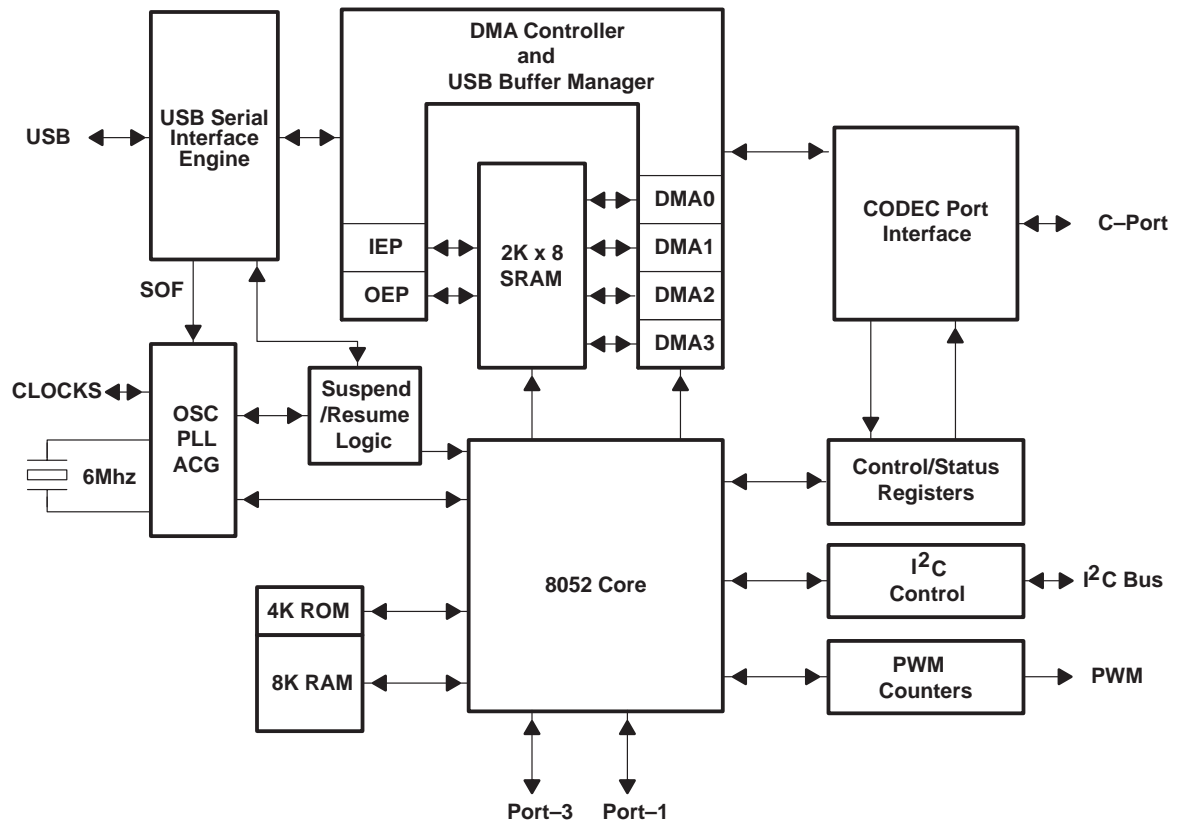 DMA Controller
and
USB Buffer Manager
USB
USB Serial
Interface
Engine
DMA0
DMA1
DMA2
DMA3
IEP
OEP
2K x 8
SRAM
CODEC Port
Interface
C–Port
SOF
CLOCKS
OSC
PLL
ACG
6Mhz
Suspend
/Resume
Logic
Control/Status
Registers
8052 Core
I2C
Control
I2C Bus
4K ROM
8K RAM
PWM
Counters
PWM
Port–3
Port–1